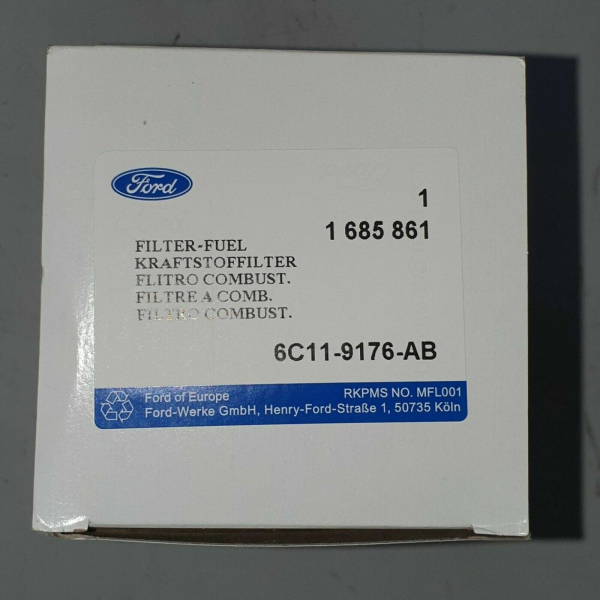 Ford
1
1 685 861
FILTER-FUEL
KRAFTSTOFFILTER
FLITRO COMBUST.
FILTRE A COMB.
FILTRO COMBUST.
6C11-9176-AB
Ford of Europe
RKPMS NO. MFL001
Ford-Werke GmbH, Henry-Ford-Straße 1, 50735 Köln